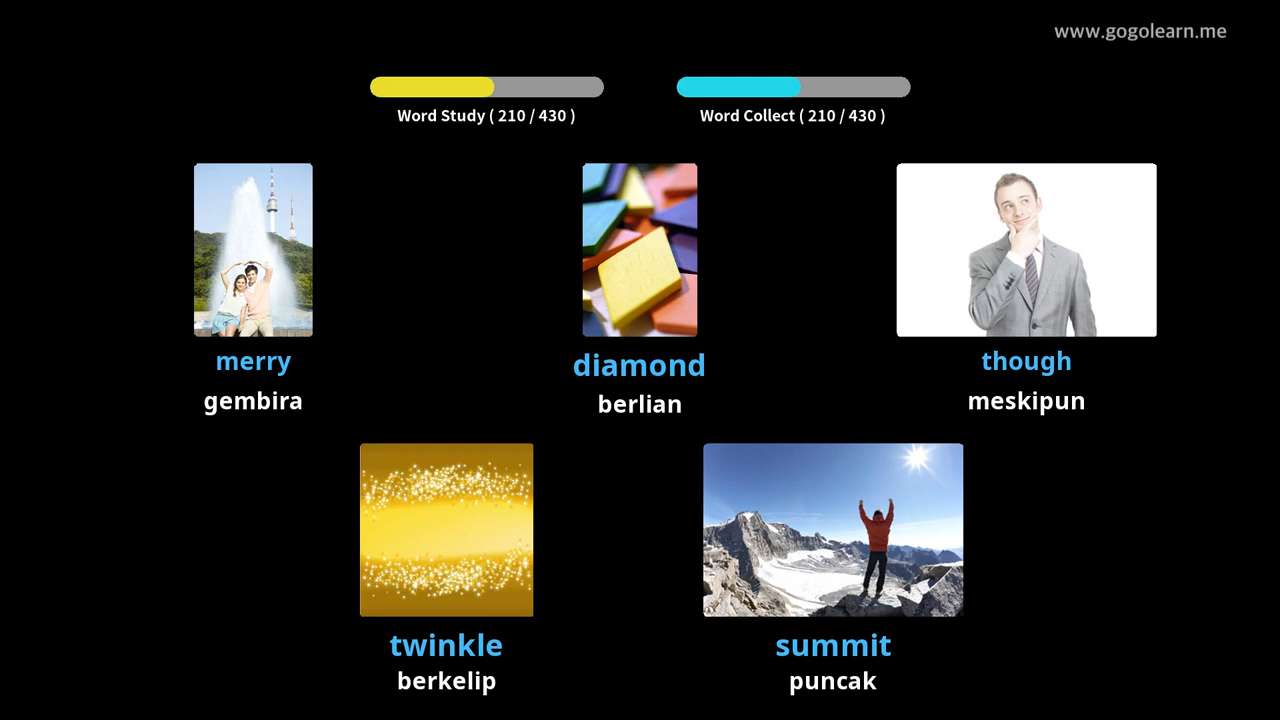 www.gogolearn.me
Word Study ( 210 / 430 )
Word Collect ( 210 / 430 )
merry
gembira
diamond
berlian
though
meskipun
twinkle
berkelip
summit
puncak